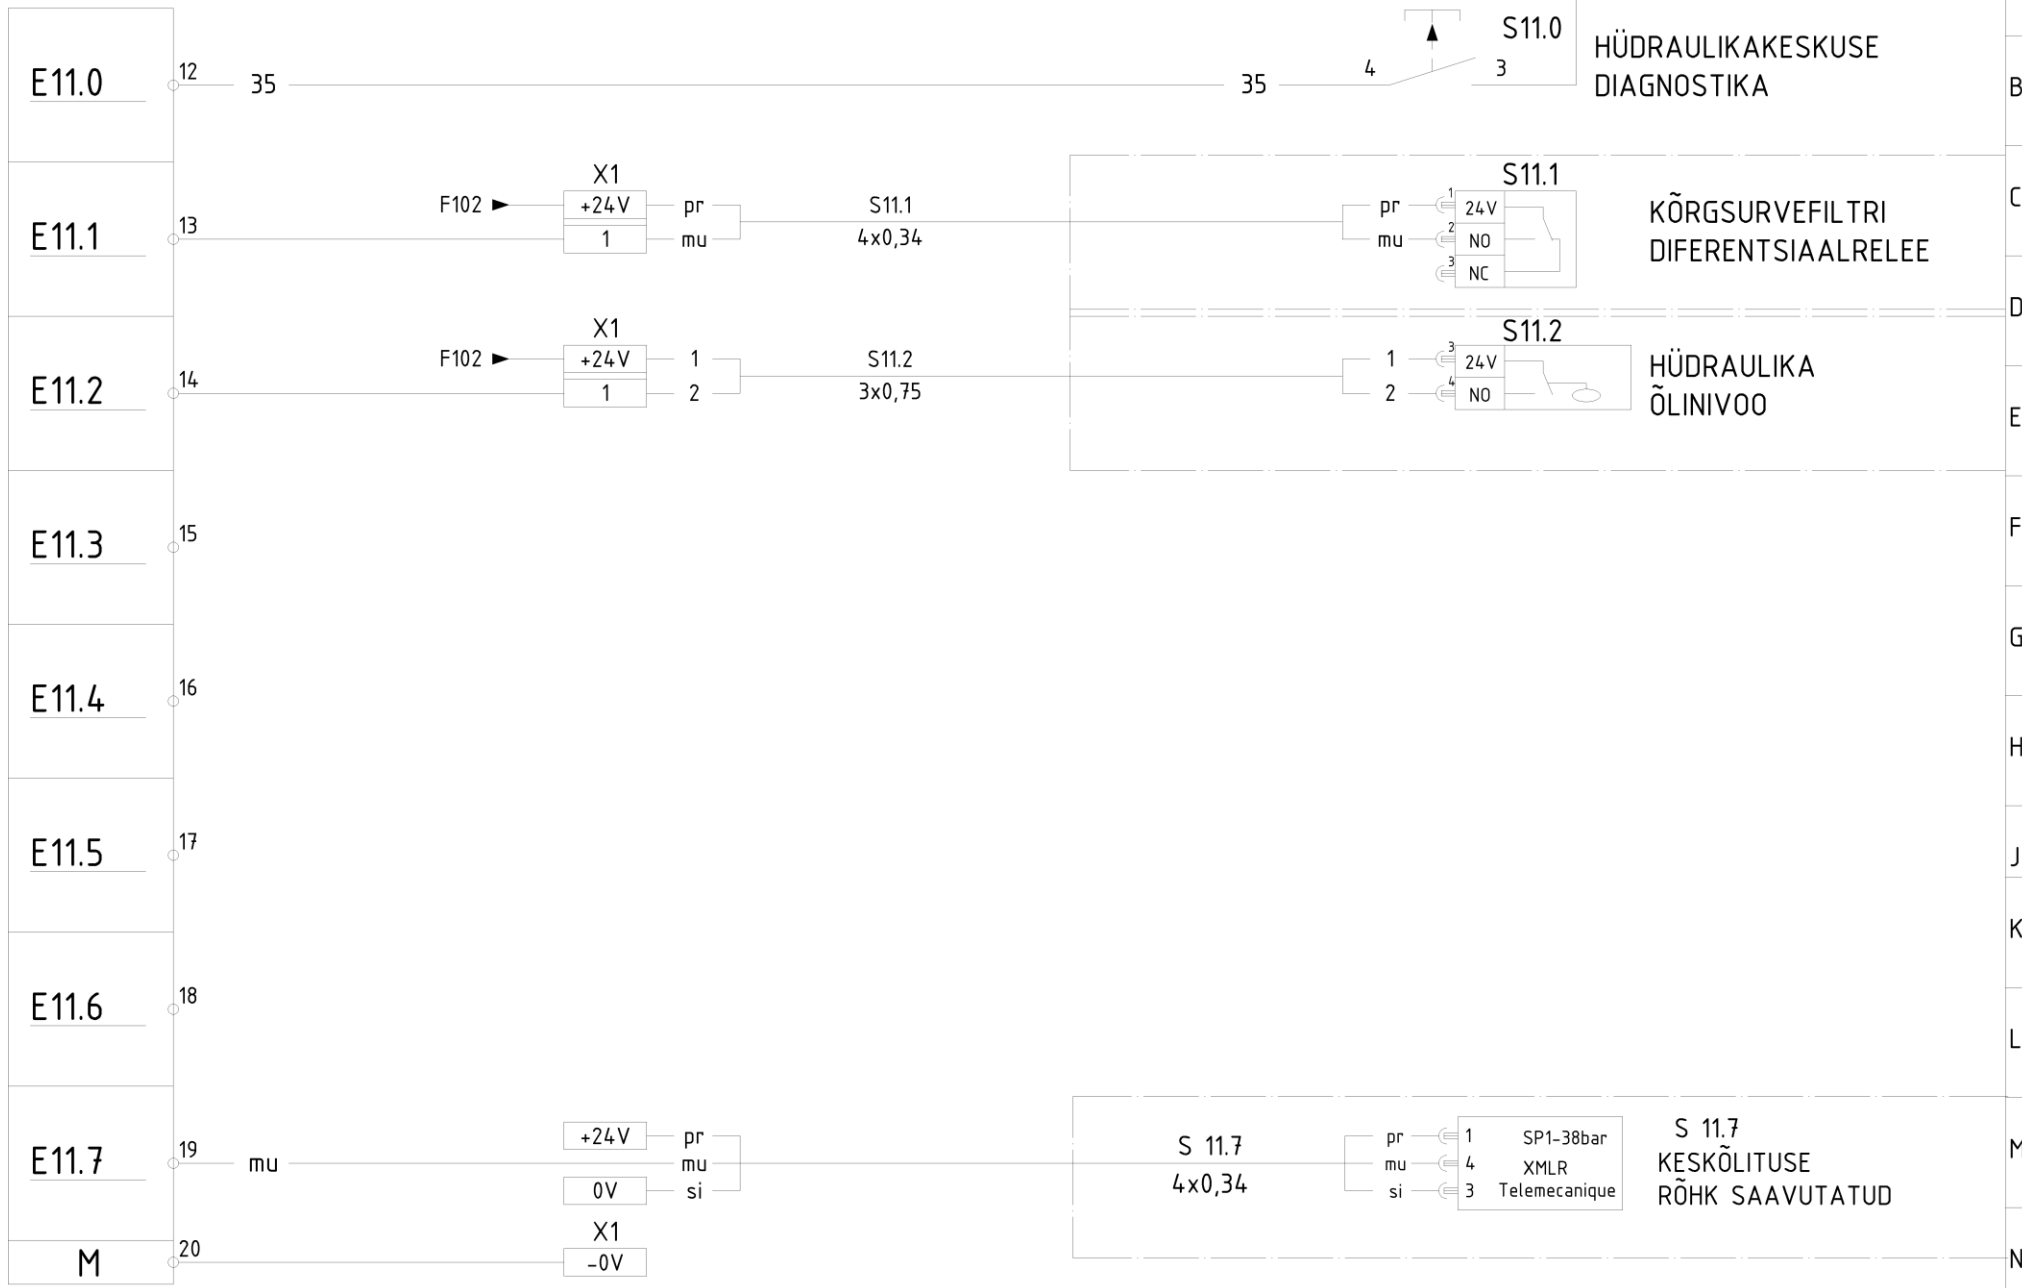 S11.0
HÜDRAULIKAKESKUSE
DIAGNOSTIKA
E11.0
12
35
35
4
3
B
X1
S11.1
F102
+24V
pr
S11.1
pr
1
24V
KÕRGSURVEFILTRI
DIFERENTSIAALRELEE
C
E11.1
13
1
mu
4x0,34
mu
2
NO
3
NC
D
X1
S11.2
F102
+24V
1
S11.2
1
3
24V
HÜDRAULIKA
ÕLINIVOO
E11.2
14
1
2
3x0,75
2
4
NO
E
E11.3
15
F
G
E11.4
16
H
E11.5
17
J
K
E11.6
18
L
+24V
pr
S 11.7
4x0,34
pr
1
SP1-38bar
S 11.7
KESKÕLITUSE
RÕHK SAAVUTATUD
M
E11.7
19
mu
mu
mu
4
XMLR
0V
si
si
3
Telemecanique
X1
M
20
-0V
N